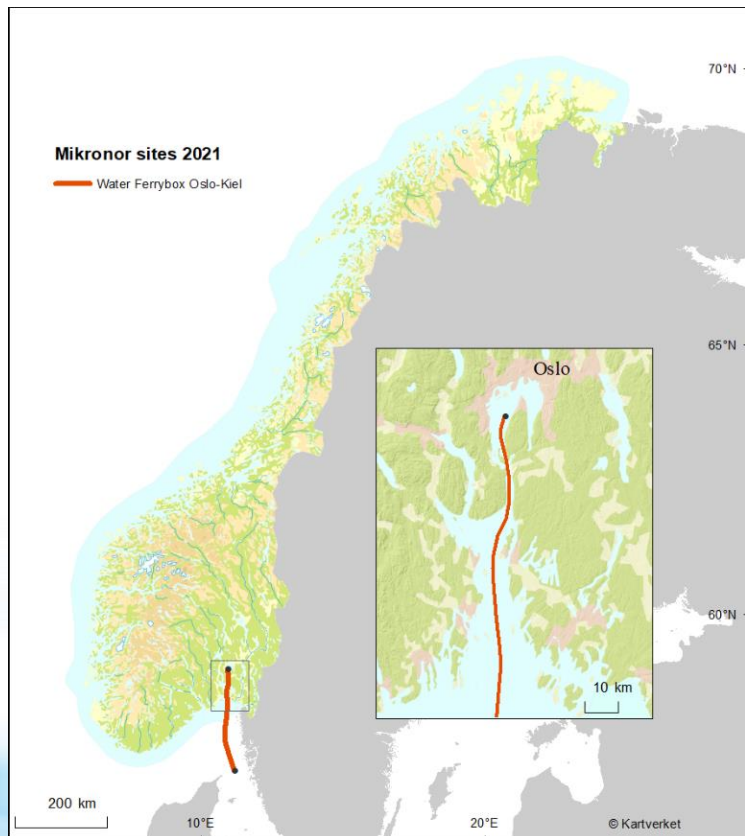 70°N
Mikronor sites 2021
Water Ferrybox Oslo-Kiel
65°N
Oslo
60°N
10 km
200 km
10°E
20°E
© Kartverket